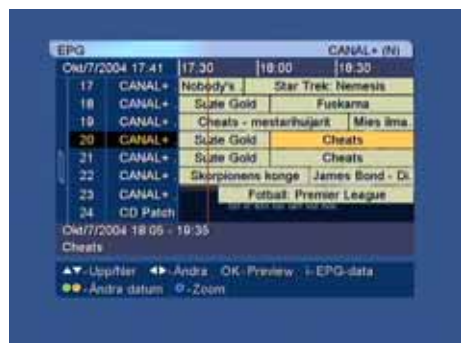 EPG CANAL+ (N)
Okt/7/2004 17.41 17:30 18:00 18:30
17 CANAL+ Nobody's Star Trek: Nemesis
18 CANAL+ Suzie Gold Fuskarna
19 CANAL+ Cheats - mestarihuijarit Mies ilma.
20 CANAL+ Suzie Gold Cheats
21 CANAL+ Suzie Gold Cheats
22 CANAL+ Skorpionens konge James Bond - Di.
23 CANAL+ Fotball: Premier League
24 CD Patch
Okt/7/2004 18:05 - 19:35
Cheats
▲▼-Upp/Ner ◄►-Ändra OK-Preview i-EPG-data
-Ändra datum -Zoom